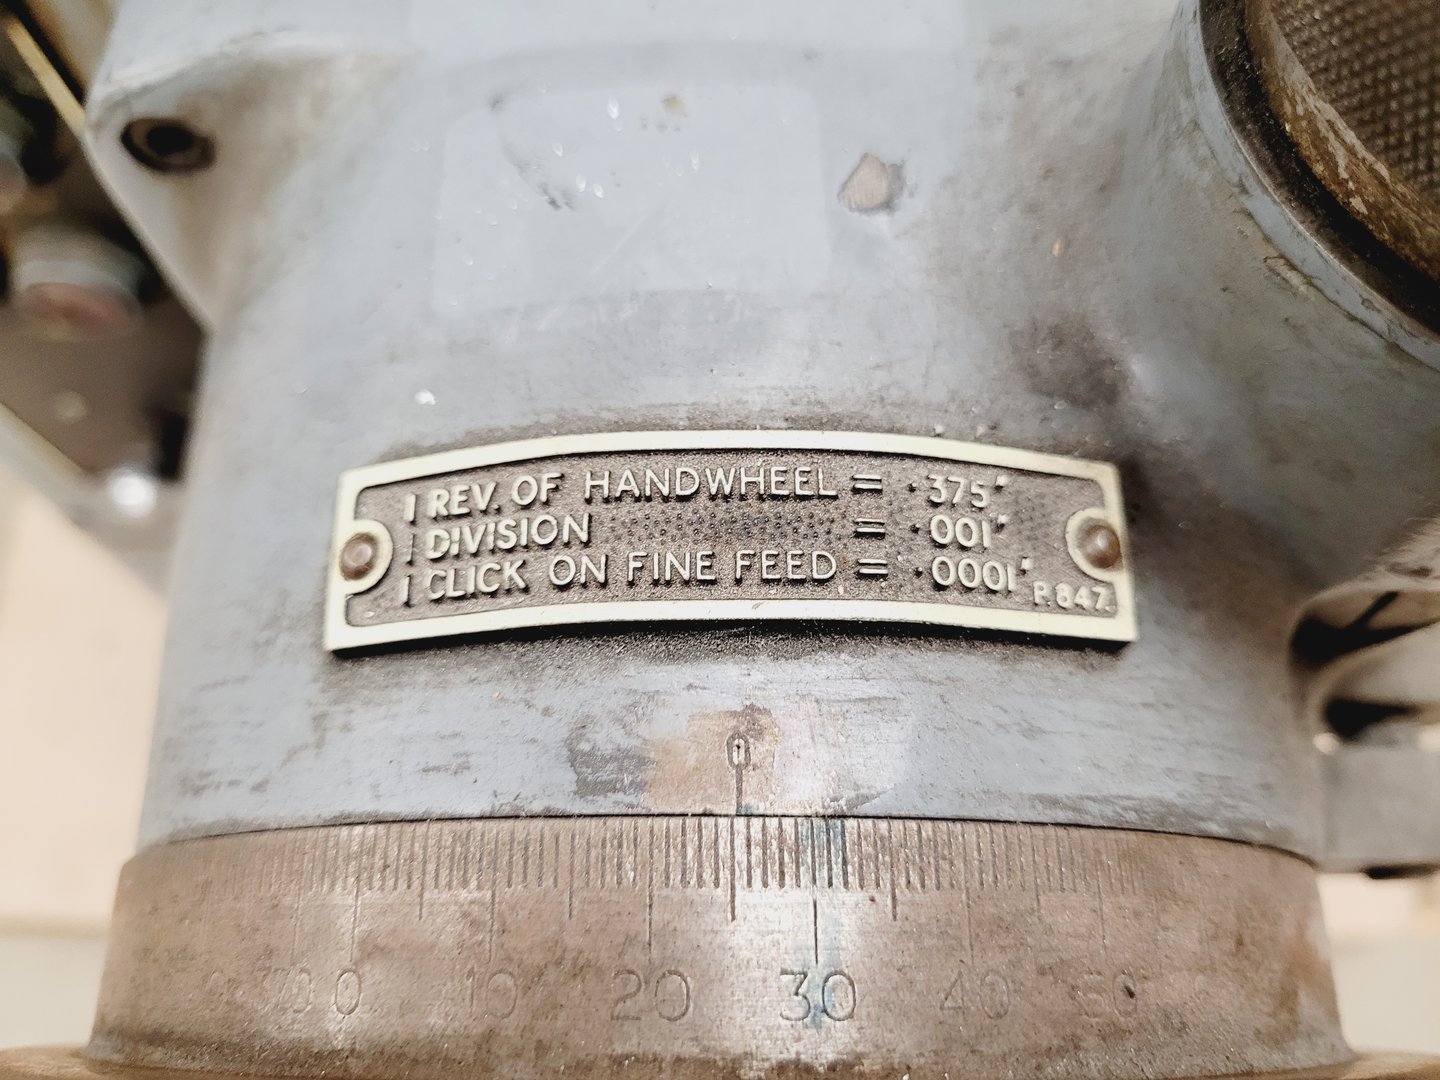 1 REV. OF HANDWHEEL = .375"
1 DIVISION = .001"
1 CLICK ON FINE FEED = .0001"
P.847.
0
0 10 20 30 40